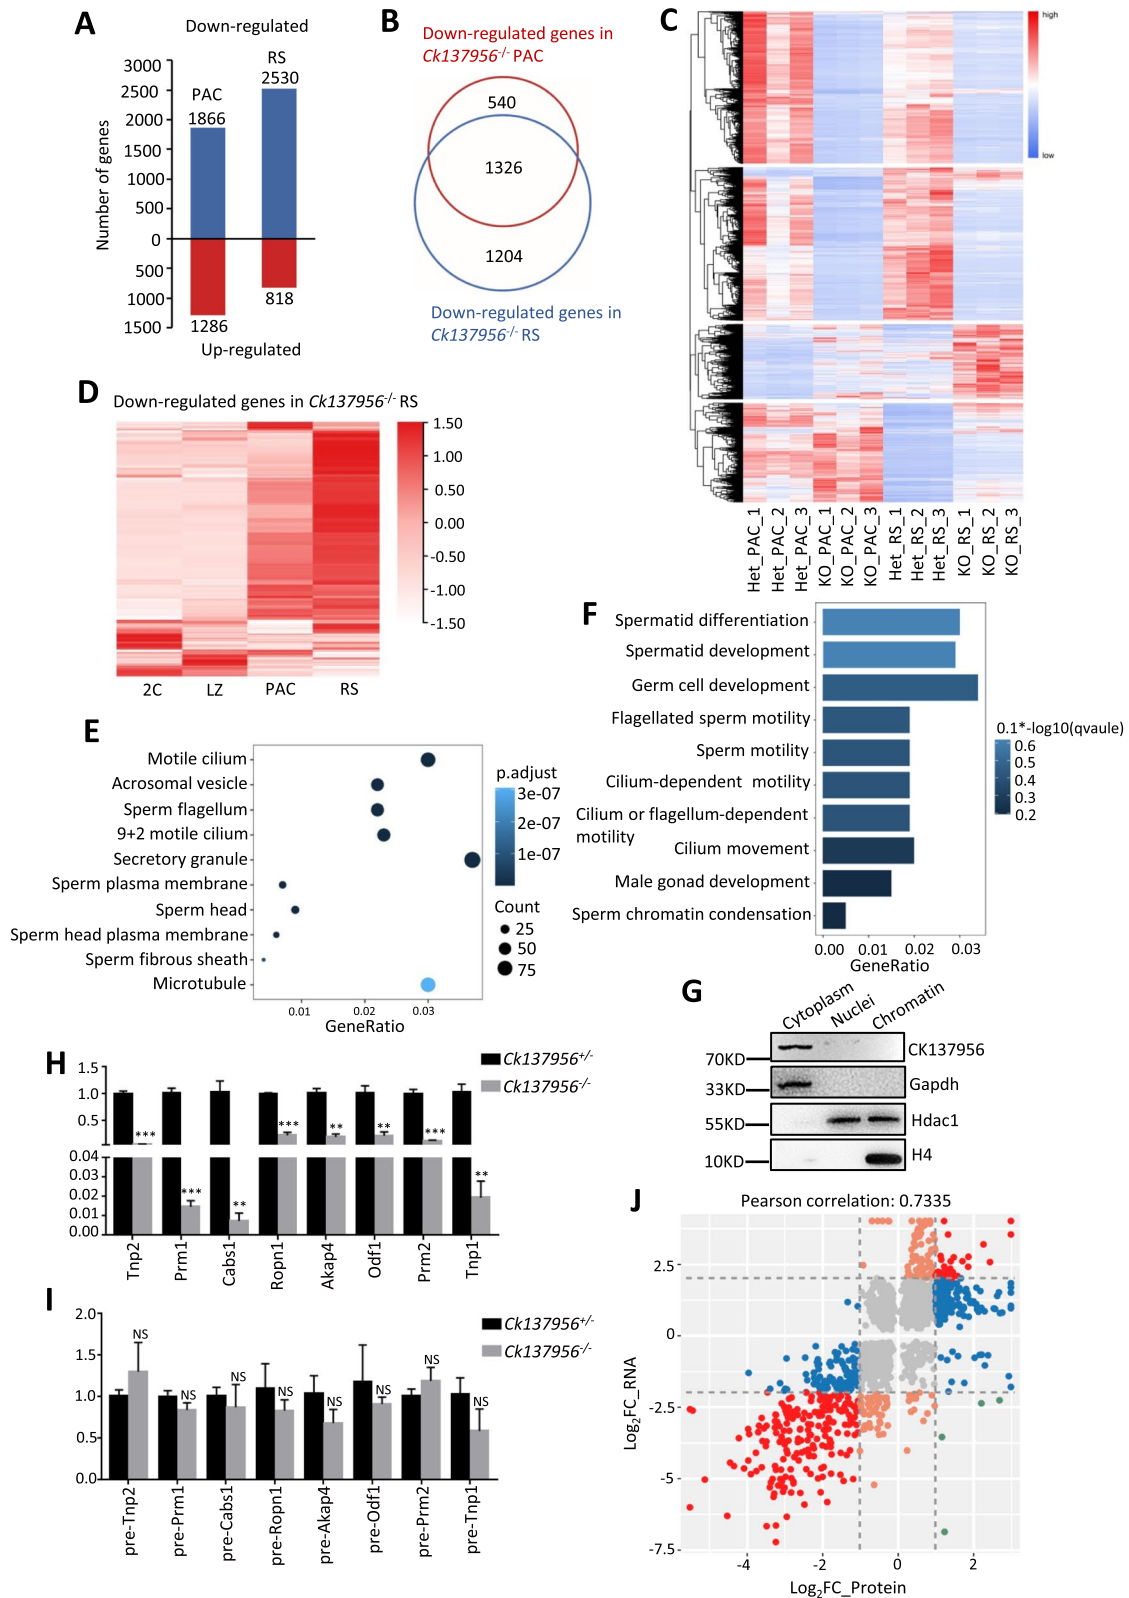 A
Down-regulated
3000
2500
2000
1500
1000
500
0
500
1000
1500
Number of genes
PAC
1866
RS
2530
1286
818
Up-regulated
B
Down-regulated genes in
Ck137956-/- PAC
540
1326
1204
Down-regulated genes in
Ck137956-/- RS
C
high
low
Het_PAC_1
Het_PAC_2
Het_PAC_3
KO_PAC_1
KO_PAC_2
KO_PAC_3
Het_RS_1
Het_RS_2
Het_RS_3
KO_RS_1
KO_RS_2
KO_RS_3
D
Down-regulated genes in Ck137956-/- RS
1.50
1.00
0.50
0.00
-0.50
-1.00
-1.50
2C
LZ
PAC
RS
E
Motile cilium
Acrosomal vesicle
Sperm flagellum
9+2 motile cilium
Secretory granule
Sperm plasma membrane
Sperm head
Sperm head plasma membrane
Sperm fibrous sheath
Microtubule
0.01
0.02
0.03
GeneRatio
p.adjust
3e-07
2e-07
1e-07
Count
25
50
75
F
Spermatid differentiation
Spermatid development
Germ cell development
Flagellated sperm motility
Sperm motility
Cilium-dependent motility
Cilium or flagellum-dependent
motility
Cilium movement
Male gonad development
Sperm chromatin condensation
0.00
0.01
0.02
0.03
GeneRatio
0.1*-log10(qvaule)
0.6
0.5
0.4
0.3
0.2
G
Cytoplasm
Nuclei
Chromatin
70KD
CK137956
33KD
Gapdh
55KD
Hdac1
10KD
H4
H
Ck137956+/-
Ck137956-/-
1.5
1.0
0.5
0.04
0.03
0.02
0.01
0.00
***
***
**
***
**
**
***
**
Tnp2
Prm1
Cabs1
Ropn1
Akap4
Odf1
Prm2
Tnp1
I
Ck137956+/-
Ck137956-/-
2.0
1.5
1.0
0.5
0.0
NS
NS
NS
NS
NS
NS
NS
NS
pre-Tnp2
pre-Prm1
pre-Cabs1
pre-Ropn1
pre-Akap4
pre-Odf1
pre-Prm2
pre-Tnp1
J
Pearson correlation: 0.7335
2.5
0
-2.5
-5
-7.5
Log2FC_RNA
-4
-2
0
2
Log2FC_Protein